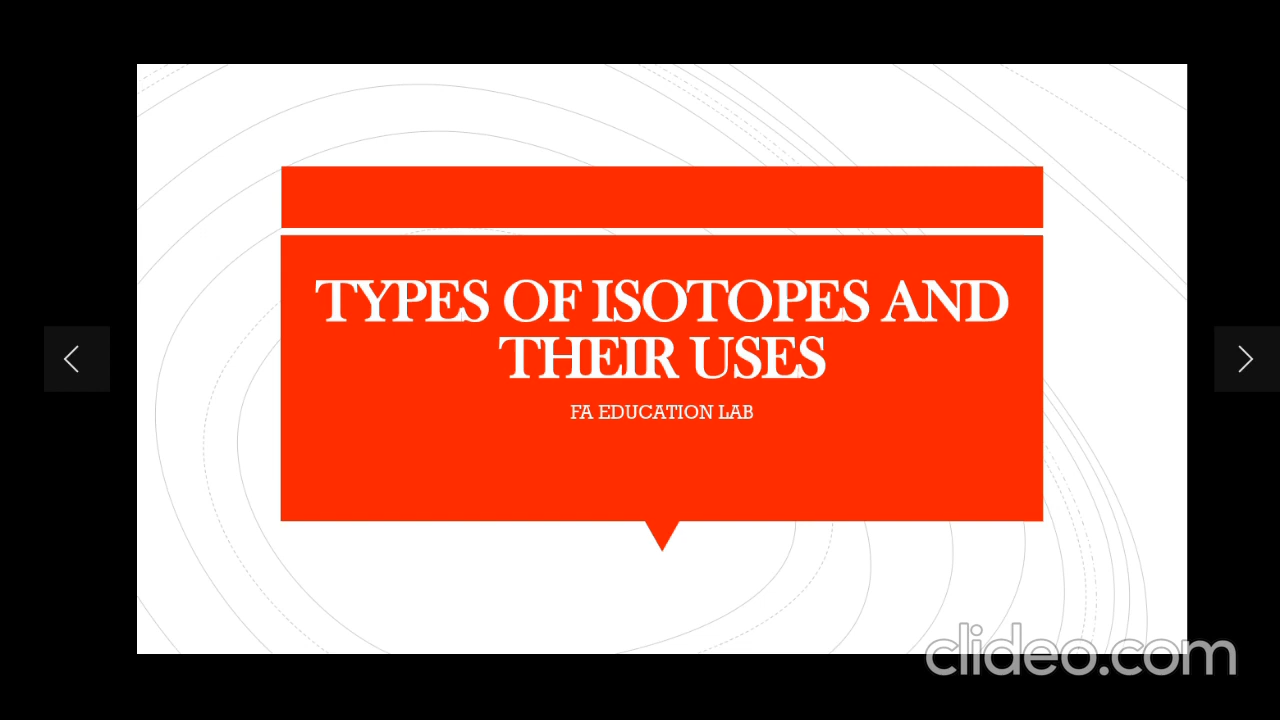 TYPES OF ISOTOPES AND
THEIR USES
FA EDUCATION LAB
clideo.com